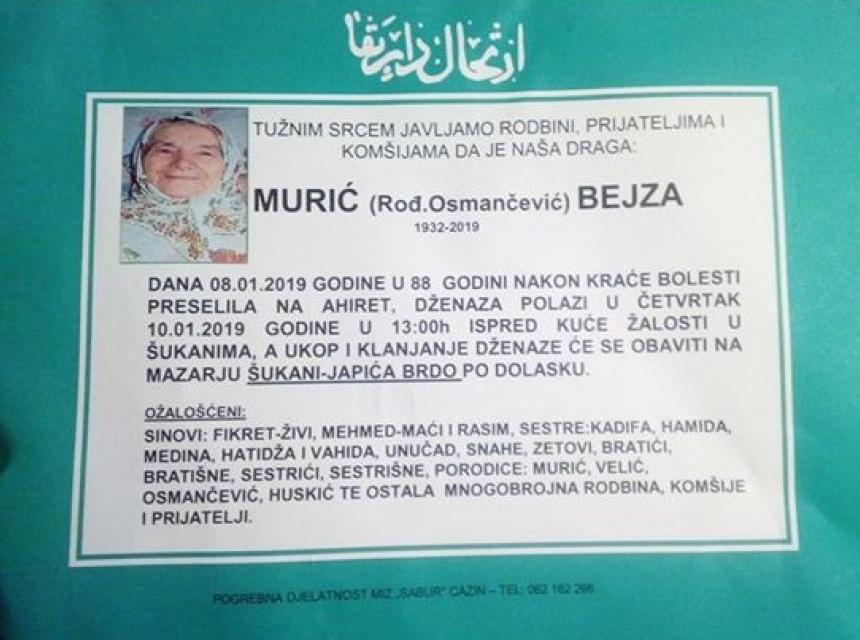 ارتحال دار بقا
TUŽNIM SRCEM JAVLJAMO RODBINI, PRIJATELJIMA I
KOMŠIJAMA DA JE NAŠA DRAGA:
MURIĆ (Rođ.Osmančević) BEJZA
1932-2019
DANA 08.01.2019 GODINE U 88 GODINI NAKON KRAĆE BOLESTI
PRESELILA NA AHIRET, DŽENAZA POLAZI U ČETVRTAK
10.01.2019 GODINE U 13:00h ISPRED KUĆE ŽALOSTI U
ŠUKANIMA, A UKOP I KLANJANJE DŽENAZE ĆE SE OBAVITI NA
MAZARJU ŠUKANI-JAPIĆA BRDO PO DOLASKU.
OŽALOŠĆENI:
SINOVI: FIKRET-ŽIVI, MEHMED-MAĆI I RASIM, SESTRE:KADIFA, HAMIDA,
MEDINA, HATIDŽA I VAHIDA, UNUČAD, SNAHE, ZETOVI, BRATIĆI,
BRATIŠNE, SESTRIĆI, SESTRIŠNE, PORODICE: MURIĆ, VELIĆ,
OSMANČEVIĆ, HUSKIĆ TE OSTALA MNOGOBROJNA RODBINA, KOMŠIJE
I PRIJATELJI.
POGREBNA DJELATNOST MIZ „SABUR" CAZIN – TEL: 062 162 266